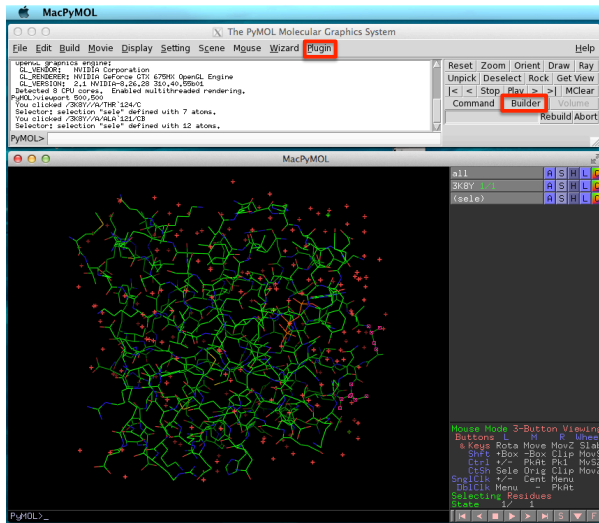 MacPyMOL
The PyMOL Molecular Graphics System
File Edit Build Movie Display Setting Scene Mouse Wizard Plugin Help
OpenGL graphics engine:
GL_VENDOR: NVIDIA Corporation
GL_RENDERER: NVIDIA GeForce GTX 675MX OpenGL Engine
GL_VERSION: 2.1 NVIDIA-8.26.28 310.40.55b01
Detected 8 CPU cores. Enabled multithreaded rendering.
PyMOL>viewport 500,500
You clicked /3K8Y//A/THR`124/C
Selector: selection "sele" defined with 7 atoms.
You clicked /3K8Y//A/ALA`121/CB
Selector: selection "sele" defined with 12 atoms.
PyMOL>
Reset Zoom Orient Draw Ray
Unpick Deselect Rock Get View
|< < Stop Play > >| MClear
Command Builder Volume
Rebuild Abort
MacPyMOL
all A S H L C
3K8Y 1/1 A S H L C
(sele) A S H L C
Mouse Mode 3-Button Viewing
Buttons L M R Wheel
& Keys Rota Move MovZ Slab
Shft +Box -Box Clip MovS
Ctrl +/- PkAt Pk1 MvSZ
CtSh Sele Orig Clip MovZ
SnglClk +/- Cent Menu
DblClk Menu - PkAt
Selecting Residues
State 1/ 1
PyMOL>_
S F